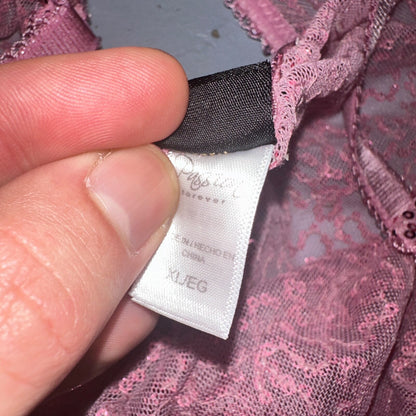 forever
E IN / HECHO EN
CHINA
XL/EG